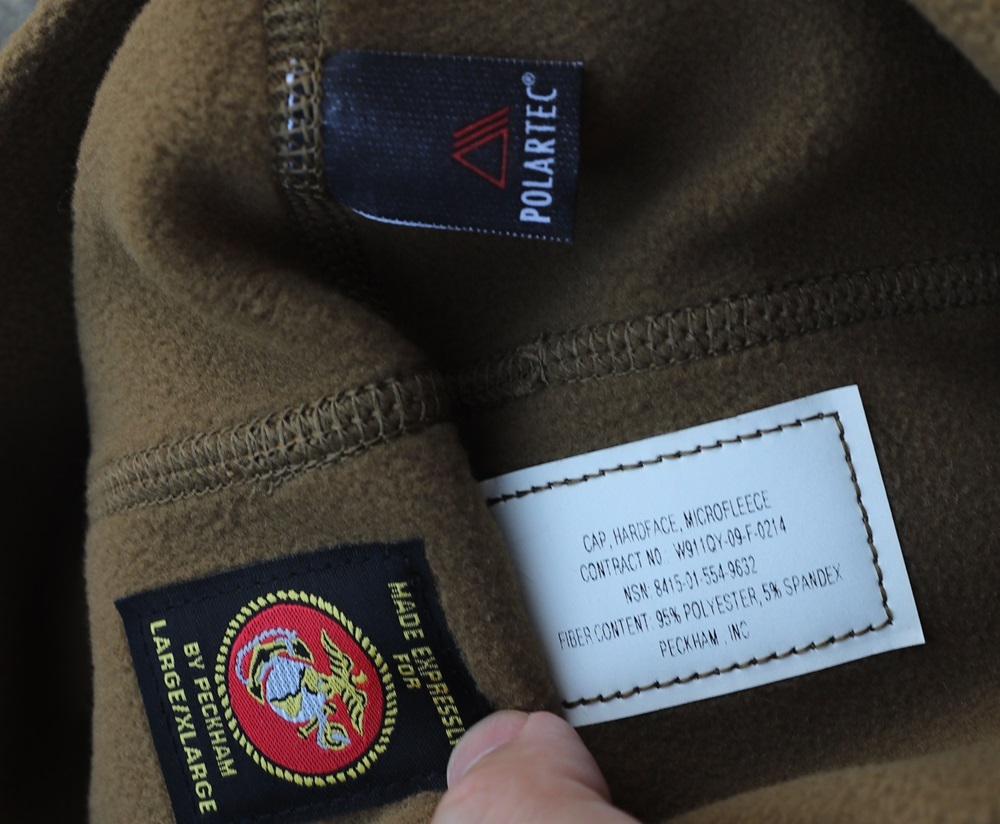 POLARTEC®
CAP, HARDFACE, MICROFLEECE
CONTRACT NO. W911QY-09-F-0214
NSN: 8415-01-554-9632
FIBER CONTENT: 95% POLYESTER, 5% SPANDEX
PECKHAM, INC
MADE EXPRESSLY
FOR
BY PECKHAM
LARGE/XLARGE